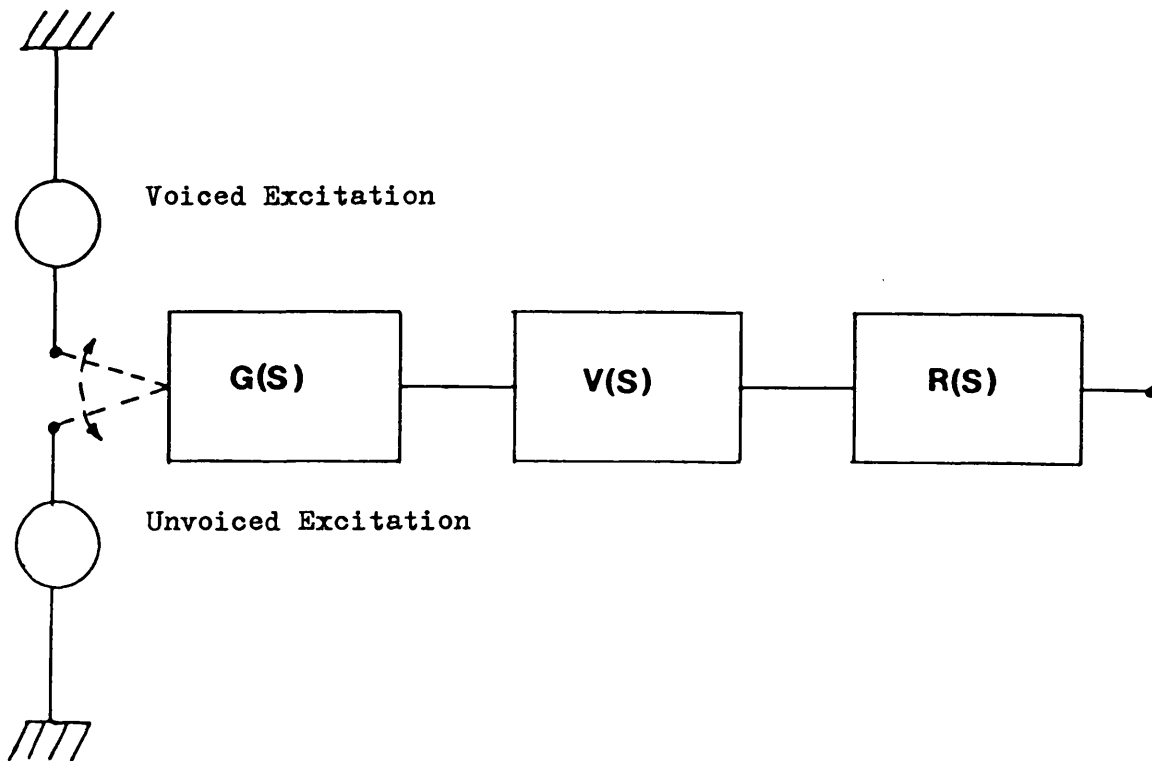 Voiced Excitation
G(S)
V(S)
R(S)
Unvoiced Excitation